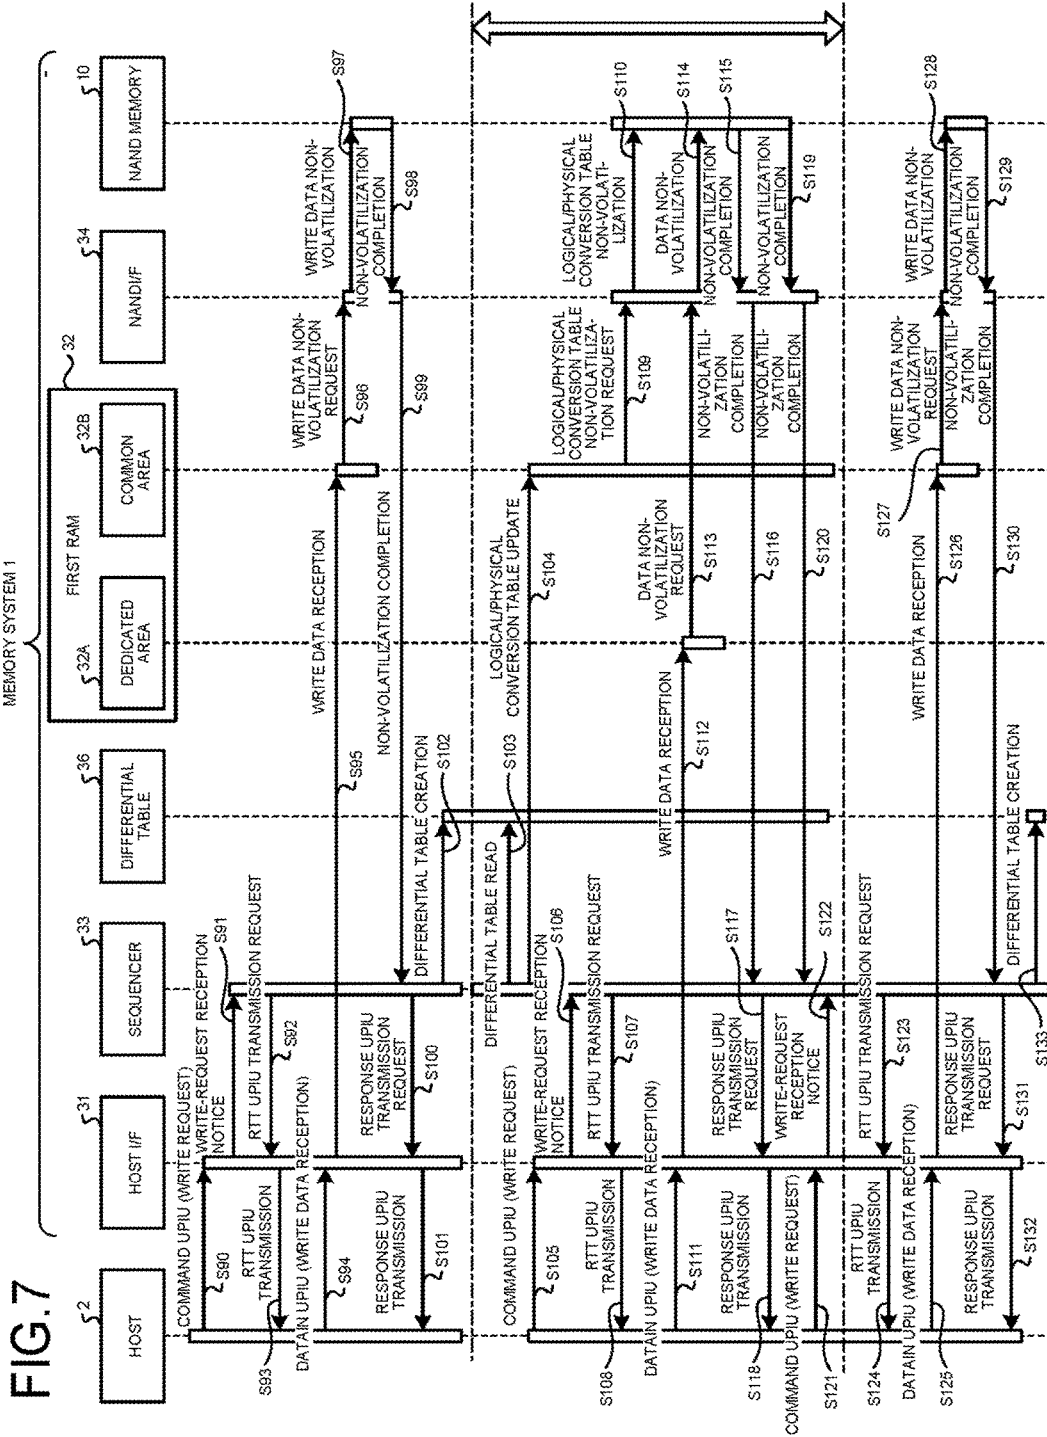 FIG.7
MEMORY SYSTEM 1
2
HOST
31
HOST I/F
33
SEQUENCER
36
DIFFERENTIAL
TABLE
32
FIRST RAM
32A
DEDICATED
AREA
32B
COMMON
AREA
34
NANDI/F
10
NAND MEMORY
COMMAND UPIU (WRITE REQUEST)
S90
WRITE-REQUEST RECEPTION
NOTICE
S91
RTT UPIU TRANSMISSION REQUEST
S92
RTT UPIU
TRANSMISSION
S93
DATAIN UPIU (WRITE DATA RECEPTION)
S94
WRITE DATA RECEPTION
S95
WRITE DATA NON-
VOLATILIZATION
REQUEST
S96
WRITE DATA NON-
VOLATILIZATION
S97
NON-VOLATILIZATION
COMPLETION
S98
NON-VOLATILIZATION COMPLETION
S99
RESPONSE UPIU
TRANSMISSION
REQUEST
S100
RESPONSE UPIU
TRANSMISSION
S101
DIFFERENTIAL TABLE CREATION
S102
DIFFERENTIAL TABLE READ
S103
LOGICAL/PHYSICAL
CONVERSION TABLE UPDATE
S104
COMMAND UPIU (WRITE REQUEST)
S105
WRITE-REQUEST RECEPTION
NOTICE
S106
RTT UPIU TRANSMISSION REQUEST
S107
RTT UPIU
TRANSMISSION
S108
LOGICAL/PHYSICAL
CONVERSION TABLE
NON-VOLATILIZA-
TION REQUEST
S109
LOGICAL/PHYSICAL
CONVERSION TABLE
NON-VOLATI-
LIZATION
S110
DATAIN UPIU (WRITE DATA RECEPTION)
S111
WRITE DATA RECEPTION
S112
DATA NON-
VOLATILIZATION
REQUEST
S113
DATA NON-
VOLATILIZATION
S114
NON-VOLATILIZATION
COMPLETION
S115
NON-VOLATILI-
ZATION
COMPLETION
S116
RESPONSE UPIU
TRANSMISSION
REQUEST
S117
RESPONSE UPIU
TRANSMISSION
S118
NON-VOLATILIZATION
COMPLETION
S119
NON-VOLATILI-
ZATION
COMPLETION
S120
COMMAND UPIU (WRITE REQUEST)
S121
WRITE-REQUEST
RECEPTION
NOTICE
S122
RTT UPIU TRANSMISSION REQUEST
S123
RTT UPIU
TRANSMISSION
S124
DATAIN UPIU (WRITE DATA RECEPTION)
S125
WRITE DATA RECEPTION
S126
WRITE DATA NON-
VOLATILIZATION
REQUEST
S127
WRITE DATA NON-
VOLATILIZATION
S128
NON-VOLATILIZATION
COMPLETION
S129
NON-VOLATILI-
ZATION
COMPLETION
S130
RESPONSE UPIU
TRANSMISSION
REQUEST
S131
RESPONSE UPIU
TRANSMISSION
S132
DIFFERENTIAL TABLE CREATION
S133